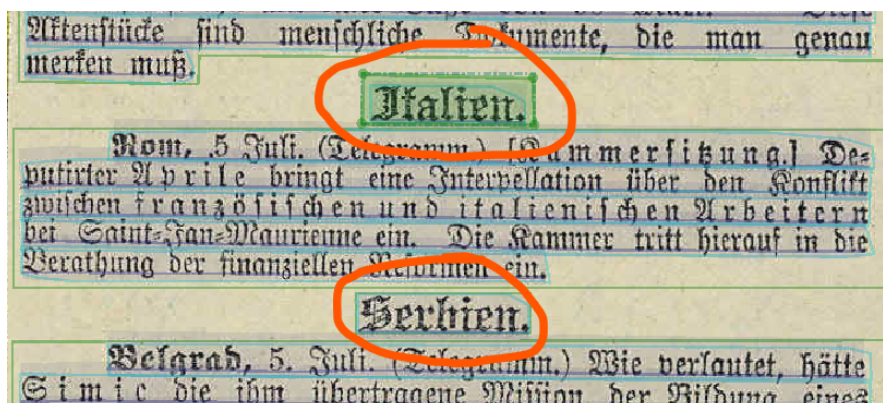 Aktenstücke sind menschliche Dokumente, die man genau
merken muß.
Italien.
Rom, 5 Juli. (Telegramm.) [Kammersitzung.] De-
putirter Aprile bringt eine Interpellation über den Konflikt
zwischen französischen und italienischen Arbeitern
bei Saint-Jan-Maurienne ein. Die Kammer tritt hierauf in die
Berathung der finanziellen Reformen ein.
Serbien.
Belgrad, 5. Juli. (Telegramm.) Wie verlautet, hätte
Simic die ihm übertragene Mission der Bildung eines